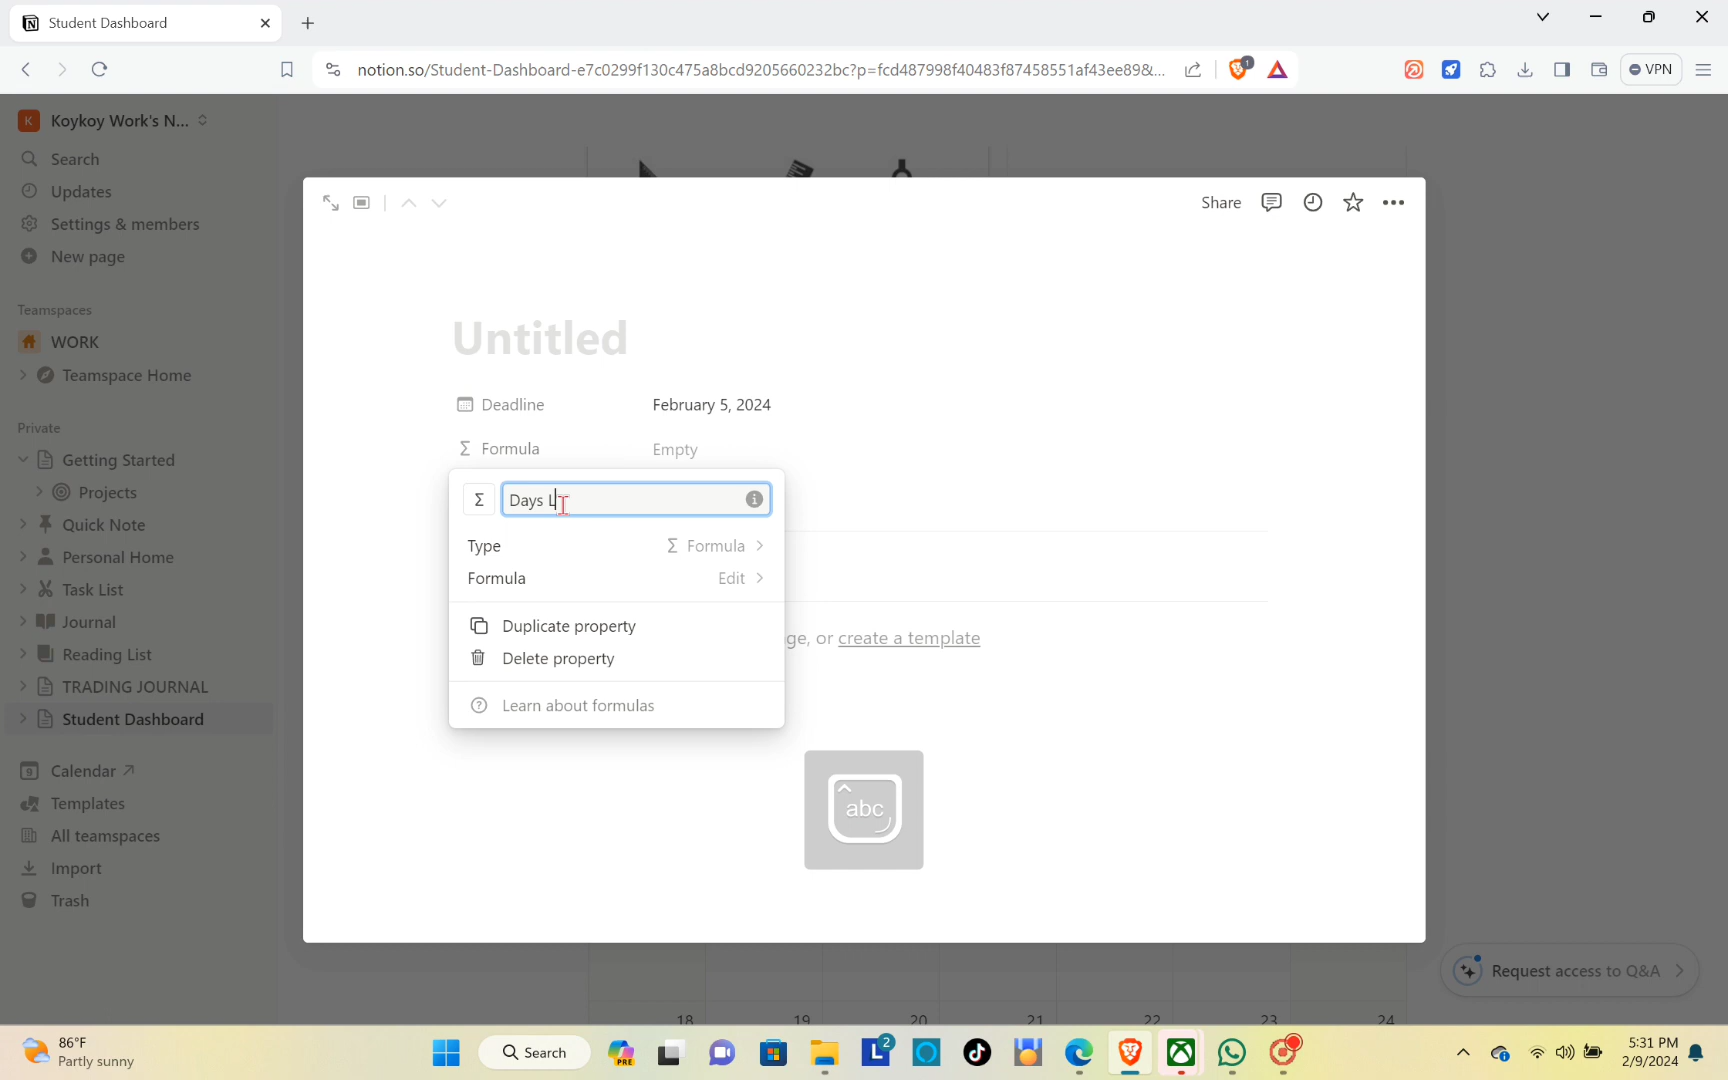 Student Dashboard
notion.so/Student-Dashboard-e7c0299f130c475a8bcd9205660232bc?p=fcd487998f40483f87458551af43ee89&...
1
VPN
K Koykoy Work's N...
Search
Updates
Settings & members
New page
Teamspaces
WORK
Teamspace Home
Private
Getting Started
Projects
Quick Note
Personal Home
Task List
Journal
Reading List
TRADING JOURNAL
Student Dashboard
9 Calendar
Templates
All teamspaces
Import
Trash
Share
Untitled
Deadline February 5, 2024
Σ Formula Empty
Σ Days L
Type Σ Formula
Formula Edit
Duplicate property
Delete property
Learn about formulas
ge, or create a template
abc
Request access to Q&A
18 19 20 21 22 23 24
86°F
Partly sunny
Search
PRE
L 2
5:31 PM
2/9/2024